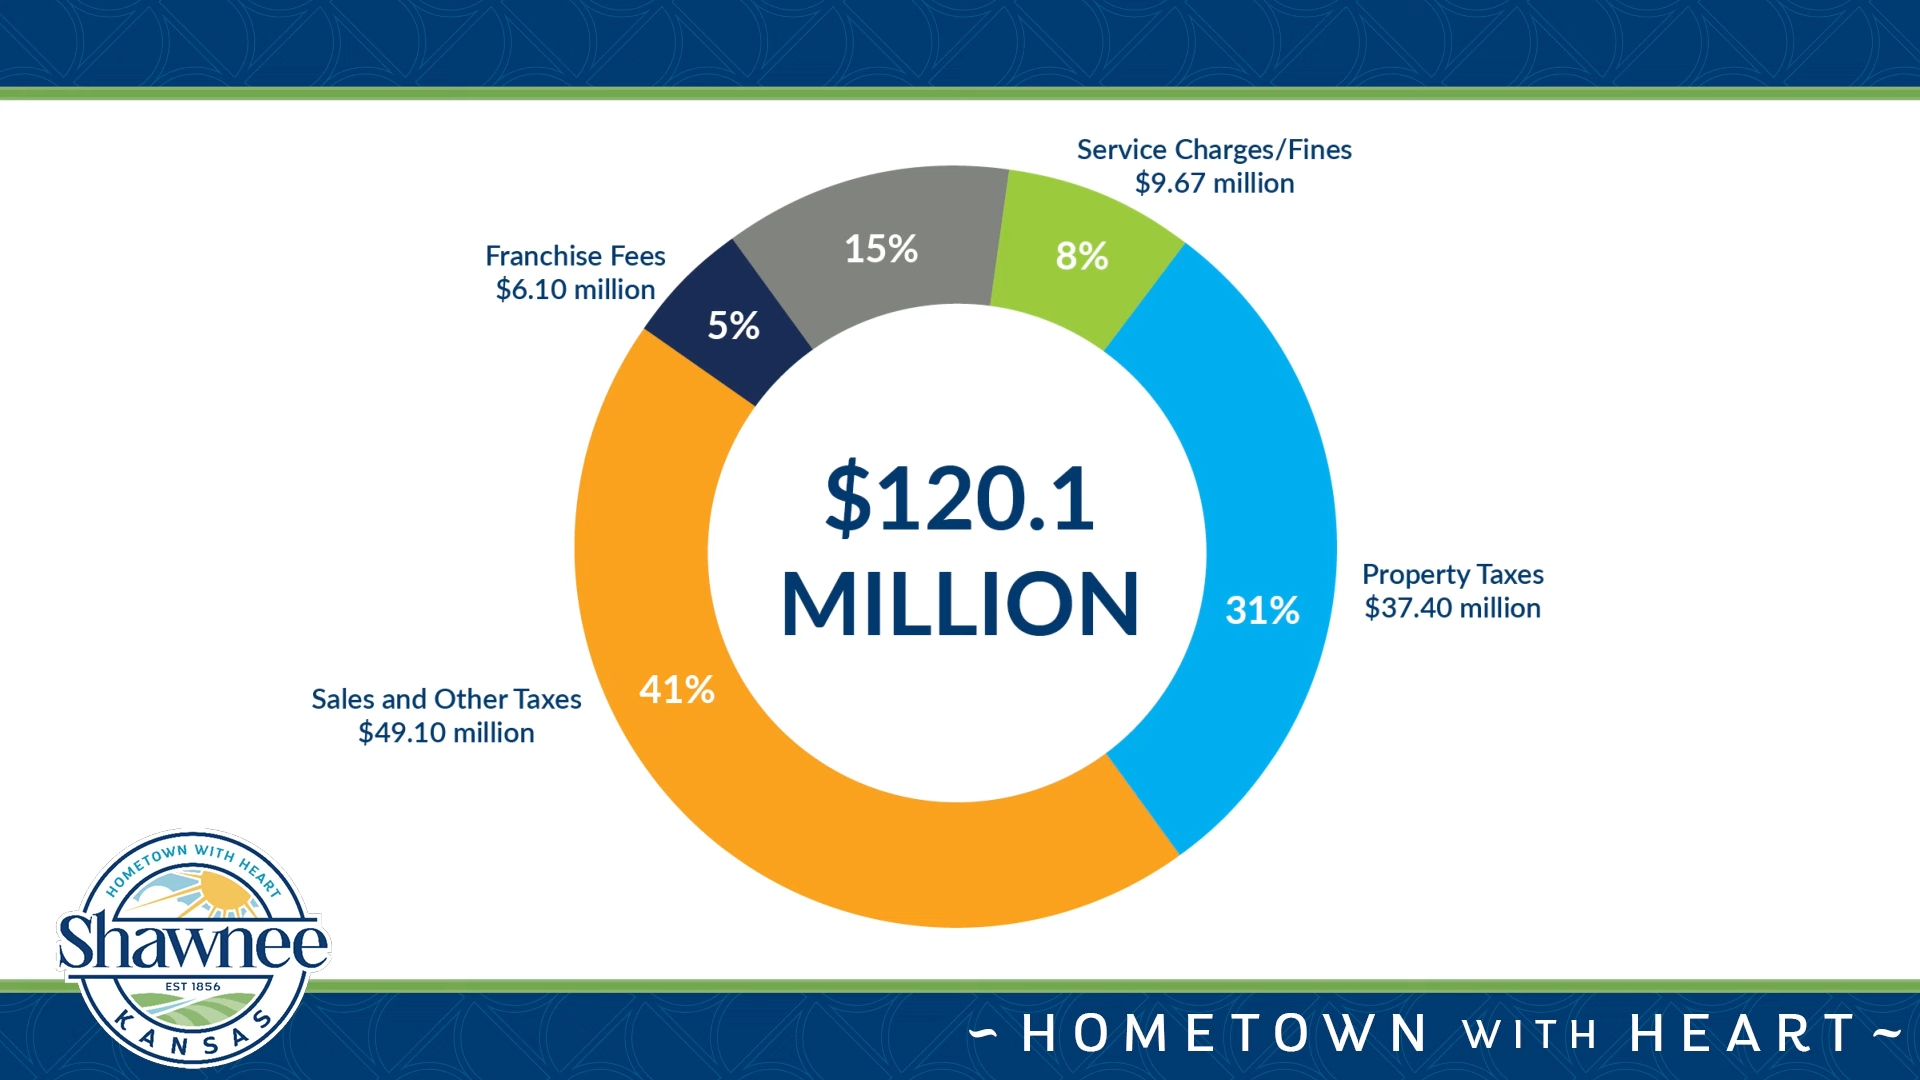 Service Charges/Fines
$9.67 million
Franchise Fees
$6.10 million
15%
8%
5%
$120.1
MILLION
Property Taxes
$37.40 million
31%
Sales and Other Taxes
$49.10 million
41%
HOMETOWN WITH HEART
Shawnee
EST 1856
KANSAS
~ HOMETOWN WITH HEART ~